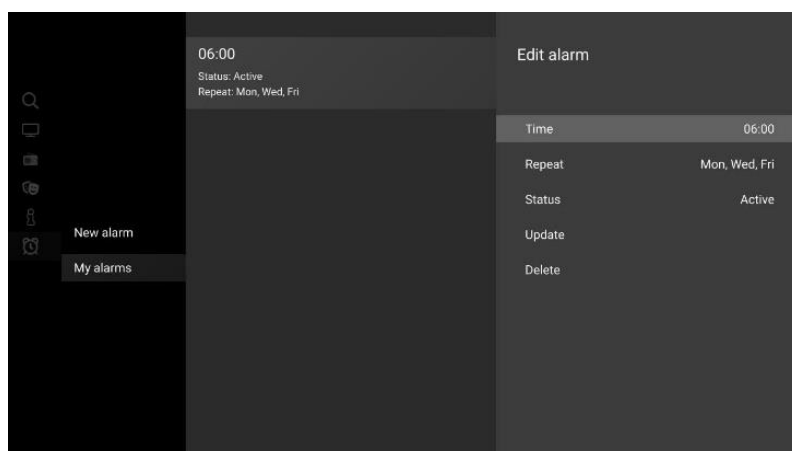 New alarm
My alarms
06:00
Status: Active
Repeat: Mon, Wed, Fri
Edit alarm
Time 06:00
Repeat Mon, Wed, Fri
Status Active
Update
Delete